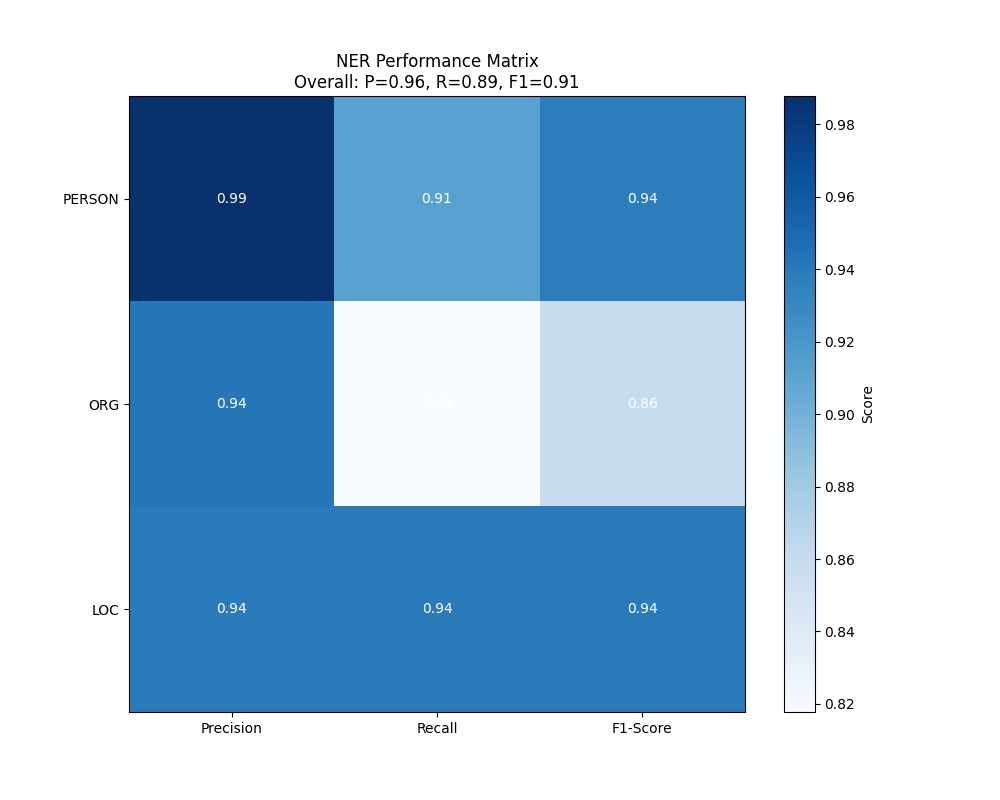 NER Performance Matrix
Overall: P=0.96, R=0.89, F1=0.91
PERSON 0.99 0.91 0.94
ORG 0.94 0.82 0.86
LOC 0.94 0.94 0.94
Precision Recall F1-Score
0.98
0.96
0.94
0.92
0.90
0.88
0.86
0.84
0.82
Score